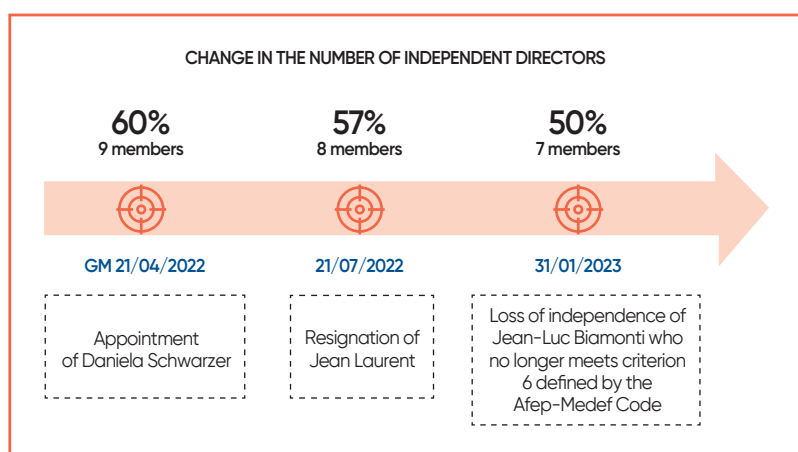 CHANGE IN THE NUMBER OF INDEPENDENT DIRECTORS
60%
9 members
57%
8 members
50%
7 members
GM 21/04/2022
21/07/2022
31/01/2023
Appointment
of Daniela Schwarzer
Resignation of
Jean Laurent
Loss of independence of
Jean-Luc Biamonti who
no longer meets criterion
6 defined by the
Afep-Medef Code